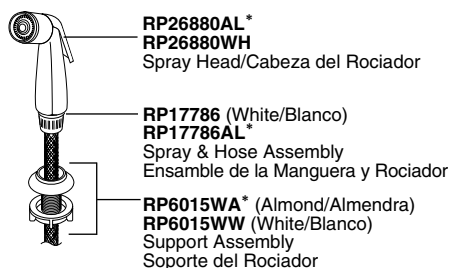 RP26880AL*
RP26880WH
Spray Head/Cabeza del Rociador
RP17786 (White/Blanco)
RP17786AL*
Spray & Hose Assembly
Ensamble de la Manguera y Rociador
RP6015WA* (Almond/Almendra)
RP6015WW (White/Blanco)
Support Assembly
Soporte del Rociador